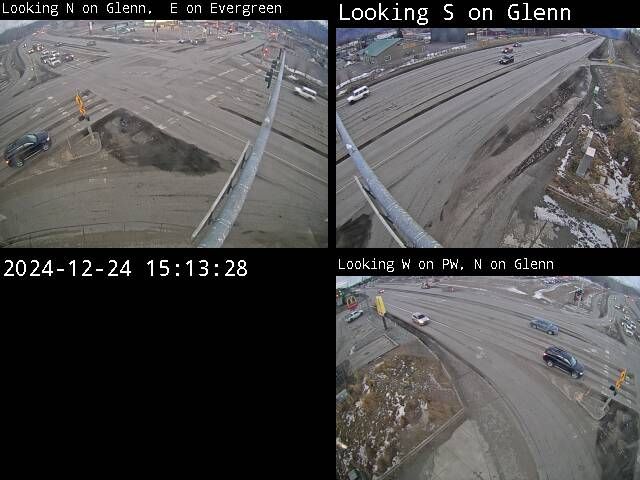 Looking N on Glenn,  E on Evergreen
Looking S on Glenn
2024-12-24 15:13:28
Looking W on PW, N on Glenn